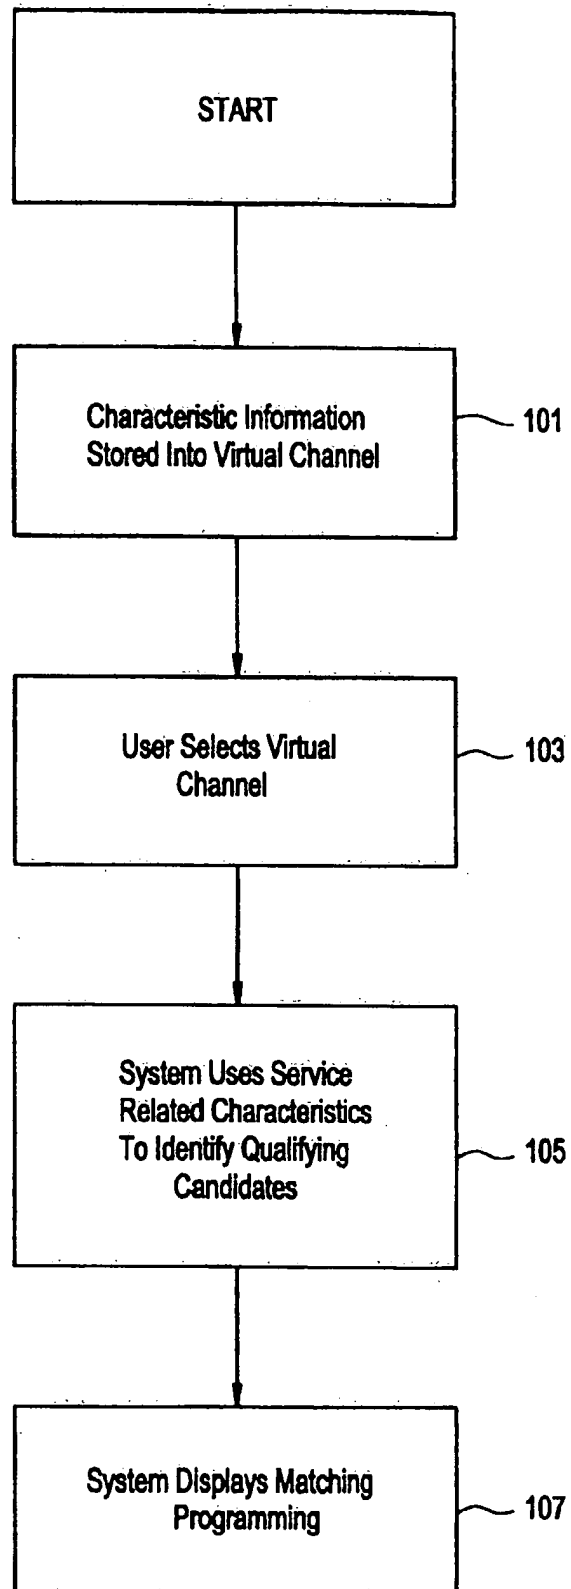 START
Characteristic Information
Stored Into Virtual Channel
101
User Selects Virtual
Channel
103
System Uses Service
Related Characteristics
To Identify Qualifying
Candidates
105
System Displays Matching
Programming
107